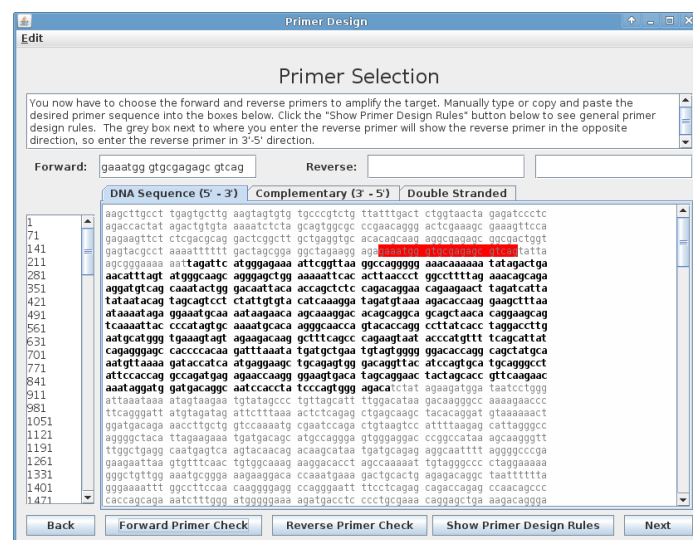 Primer Design
Edit
Primer Selection
You now have to choose the forward and reverse primers to amplify the target. Manually type or copy and paste the
desired primer sequence into the boxes below. Click the "Show Primer Design Rules" button below to see general primer
design rules. The grey box next to where you enter the reverse primer will show the reverse primer in the opposite
direction, so enter the reverse primer in 3'-5' direction.
Forward: gaaatgg gtgcgagagc gtcag Reverse:
DNA Sequence (5' - 3') Complementary (3' - 5') Double Stranded
1 aagcttgcct tgagtgcttg aagtagtgtg tgcccgtctg ttatttgact ctggtaacta gagatccctc
71 agaccactat agactgtgta aaaatctcta gcagtggcgc ccgaacaggg actcgaaagc gaaagttcca
141 gagaagttct ctcgacgcag gactcggctt gctgaggtgc acacagcaag aggcgagagc ggcgactggt
211 gagtacgcct aaaatttttt gactagcgga ggctagaagg agagaaatgg gtgcgagagc gtcagtatta
281 agcgggggaaa aattagattc atgggagaaa attcggttaa ggccaggggg aaacaaaaaa tatagactga
351 aacatttagt atgggcaagc aggggagctgg aaaaattcac acttaaccct ggccttttag aaacagcaga
421 aggatgtcag caaatactgg gacaattaca accagctctc cagacaggaa cagaagaact tagatcatta
491 tataatacag tagcagtcct ctattgtgta catcaaagga tagatgtaaa agacaccaag gaagctttaa
561 ataaaataga ggaaatgcaa aataagaaca agcaaaggac acagcaggca gcagctaaca caggaagcag
631 tcaaaattac cccatagtgc aaaatgcaca agggcaaccg gtacaccagg ccttatcacc taggaccttg
701 aatgcatggg tgaaagtagt agaagacaag gctttcagcc cagaagtaat acccatgttt tcagcattat
771 cagagggagc caccccacaa gatttaaata tgatgctgaa tgtagtgggg ggacaccagg cagctatgca
841 aatgttaaaa gataccatca atgaggaagc tgcagagtgg gacaggttac atccagtgca tgcagggcct
911 attccaccag gccagatgag agaaccaagg ggaagtgaca tagcaggaac tactagcacc gttcaagaac
981 aaataggatg gatgacaggc aatccaccta tcccagtggg agacatctat agaagatgga taatcctggg
1051 attaaataaa atagtaagaa tgtatagccc tgttagcatt ttggacataa gacaagggcc aaaagaaccc
1121 ttcagggatt atgtagatag attctttaaa actctcagag ctgagcaagc tacacaggat gtaaaaaact
1191 ggatgacaga aaccttgctg gtccaaaatg cgaatccaga ctgtaagtcc attttaagag cattagggcc
1261 aggggctaca ttagaagaaa tgatgacagc atgccaggga gtgggaggac ccggccataa agcaagggtt
1331 ttggctgagg caatgagtca agtacaacag acaagcataa tgatgcagag aggcaatttt aggggcccga
1401 gaagaattaa gtgtttcaac tgtggcaaag aaggacacct agccaaaaat tgtagggccc ctaggaaaaa
1471 gggctgttgg aaatgcggga aagaaggaca ccaaatgaaa gactgcactg agagacaggc taatttttta
gggaaaattt ggccttccaa caaggggagg ccagggaatt ttcctcagag cagaccagag ccaacagccc
caccagcaga aatctttggg atgggggaaa agatgacctc ccctgcgaaa caggagctga aagacaggga
Back Forward Primer Check Reverse Primer Check Show Primer Design Rules Next